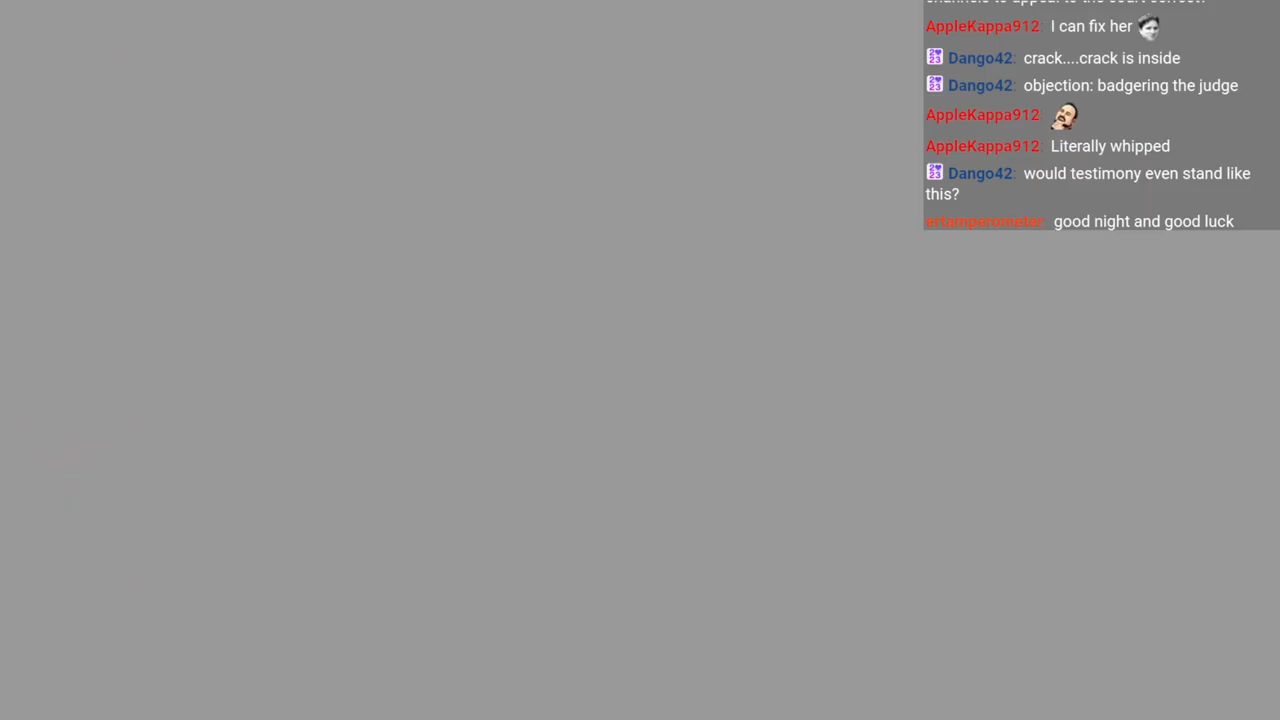 AppleKappa912: I can fix her
Dango42: crack....crack is inside
Dango42: objection: badgering the judge
AppleKappa912:
AppleKappa912: Literally whipped
Dango42: would testimony even stand like
this?
good night and good luck